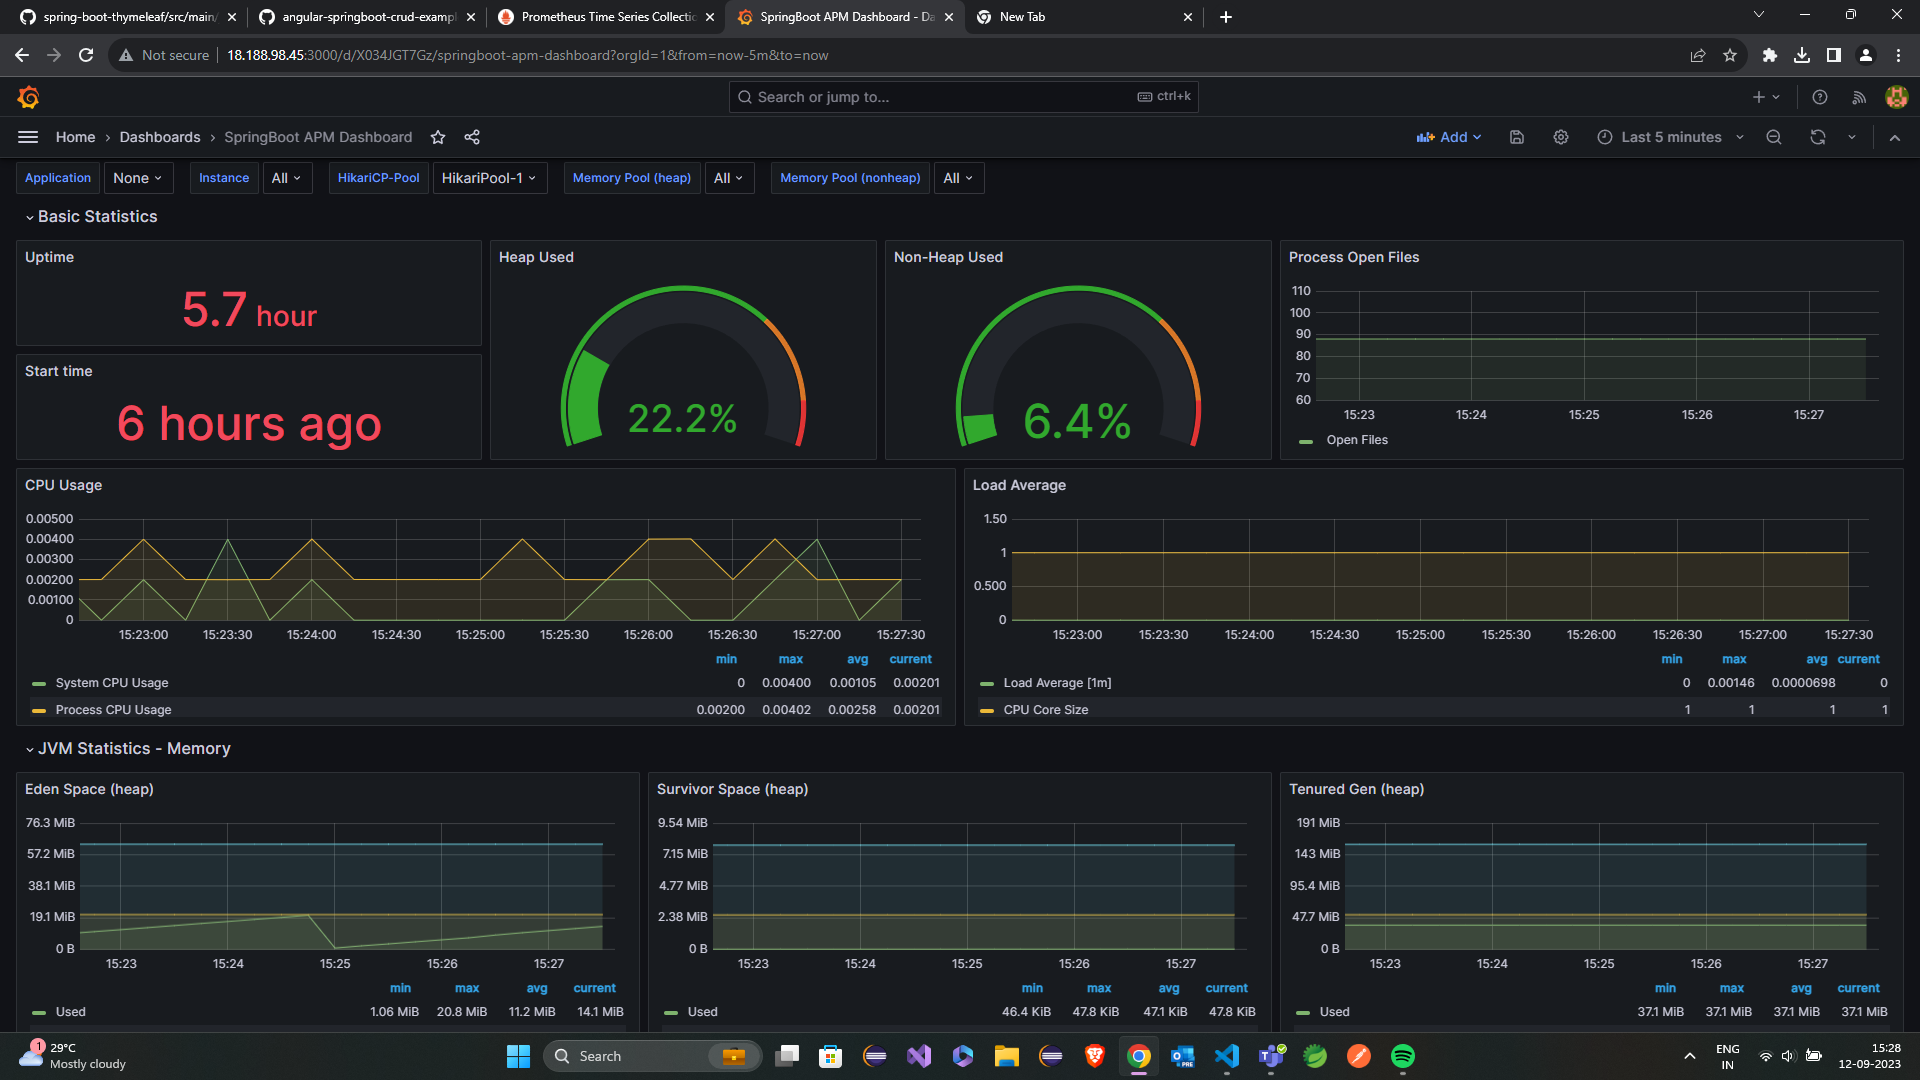 spring-boot-thymeleaf/src/main/
angular-springboot-crud-exampl
Prometheus Time Series Collectio
SpringBoot APM Dashboard - Da
New Tab
Not secure
18.188.98.45:3000/d/X034JGT7Gz/springboot-apm-dashboard?orgId=1&from=now-5m&to=now
Search or jump to...
ctrl+k
Home
Dashboards
SpringBoot APM Dashboard
Add
Last 5 minutes
Application
None
Instance
All
HikariCP-Pool
HikariPool-1
Memory Pool (heap)
All
Memory Pool (nonheap)
All
Basic Statistics
Uptime
5.7 hour
Start time
6 hours ago
Heap Used
22.2%
Non-Heap Used
6.4%
Process Open Files
110
100
90
80
70
60
15:23 15:24 15:25 15:26 15:27
Open Files
CPU Usage
0.00500
0.00400
0.00300
0.00200
0.00100
0
15:23:00 15:23:30 15:24:00 15:24:30 15:25:00 15:25:30 15:26:00 15:26:30 15:27:00 15:27:30
min max avg current
System CPU Usage 0 0.00400 0.00105 0.00201
Process CPU Usage 0.00200 0.00402 0.00258 0.00201
Load Average
1.50
1
0.500
0
15:23:00 15:23:30 15:24:00 15:24:30 15:25:00 15:25:30 15:26:00 15:26:30 15:27:00 15:27:30
min max avg current
Load Average [1m] 0 0.00146 0.0000698 0
CPU Core Size 1 1 1 1
JVM Statistics - Memory
Eden Space (heap)
76.3 MiB
57.2 MiB
38.1 MiB
19.1 MiB
0 B
15:23 15:24 15:25 15:26 15:27
min max avg current
Used 1.06 MiB 20.8 MiB 11.2 MiB 14.1 MiB
Survivor Space (heap)
9.54 MiB
7.15 MiB
4.77 MiB
2.38 MiB
0 B
15:23 15:24 15:25 15:26 15:27
min max avg current
Used 46.4 KiB 47.8 KiB 47.1 KiB 47.8 KiB
Tenured Gen (heap)
191 MiB
143 MiB
95.4 MiB
47.7 MiB
0 B
15:23 15:24 15:25 15:26 15:27
min max avg current
Used 37.1 MiB 37.1 MiB 37.1 MiB 37.1 MiB
1
29°C
Mostly cloudy
Search
PRE
ENG
IN
15:28
12-09-2023